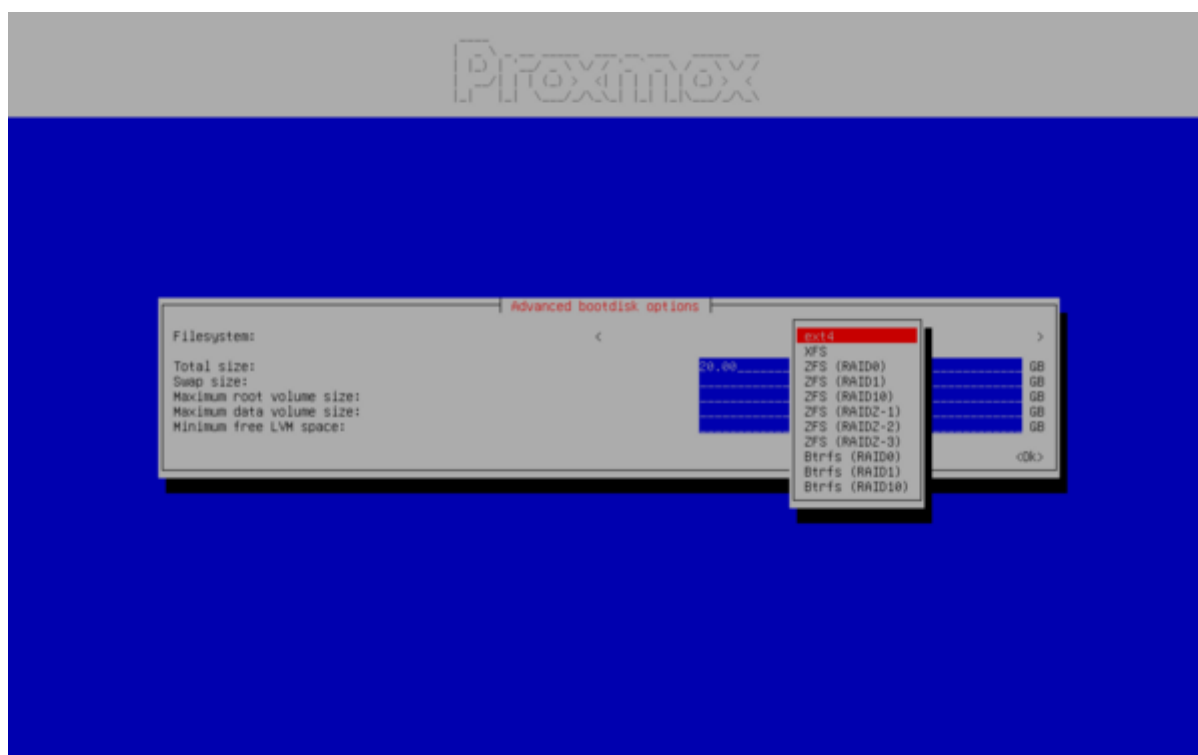 Proxmox
Advanced bootdisk options
Filesystem: < >
ext4
XFS
ZFS (RAID0)
ZFS (RAID1)
ZFS (RAID10)
ZFS (RAIDZ-1)
ZFS (RAIDZ-2)
ZFS (RAIDZ-3)
Btrfs (RAID0)
Btrfs (RAID1)
Btrfs (RAID10)
Total size: 20.00 GB
Swap size: GB
Maximum root volume size: GB
Maximum data volume size: GB
Minimum free LVM space: GB
<Ok>